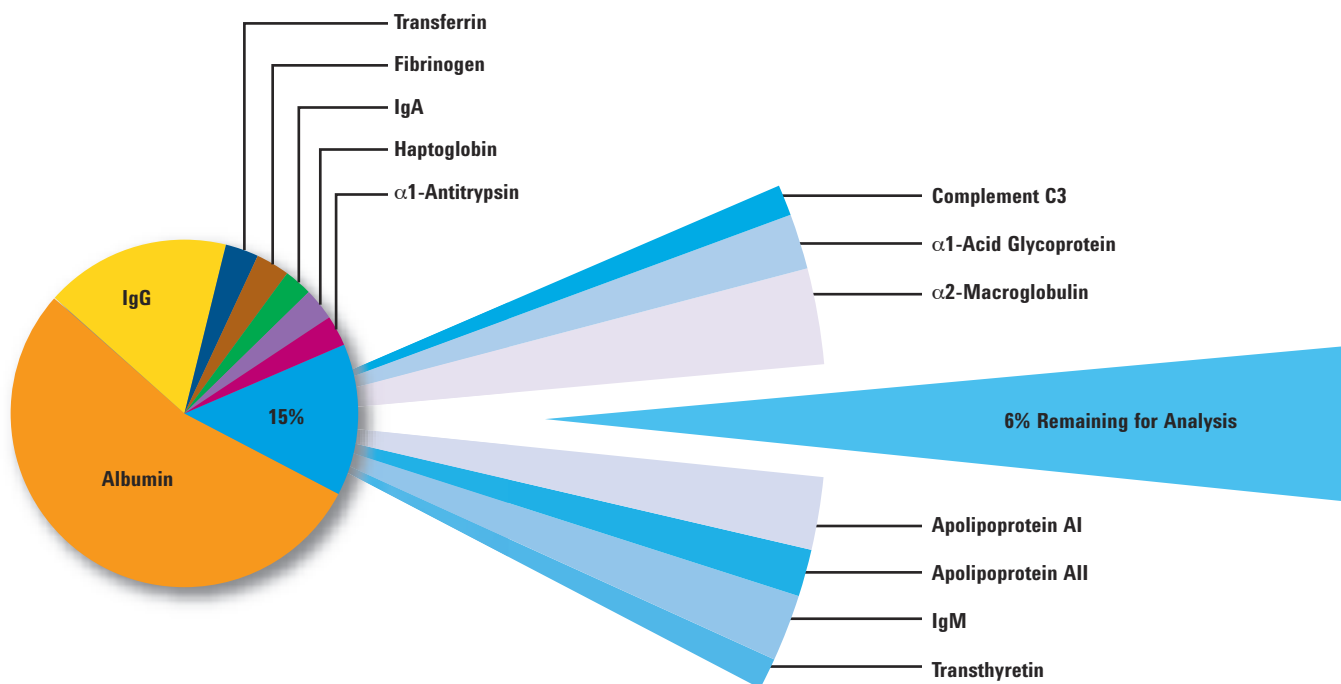 Transferrin
Fibrinogen
IgA
Haptoglobin
α1-Antitrypsin
IgG
15%
Albumin
Complement C3
α1-Acid Glycoprotein
α2-Macroglobulin
6% Remaining for Analysis
Apolipoprotein AI
Apolipoprotein AII
IgM
Transthyretin